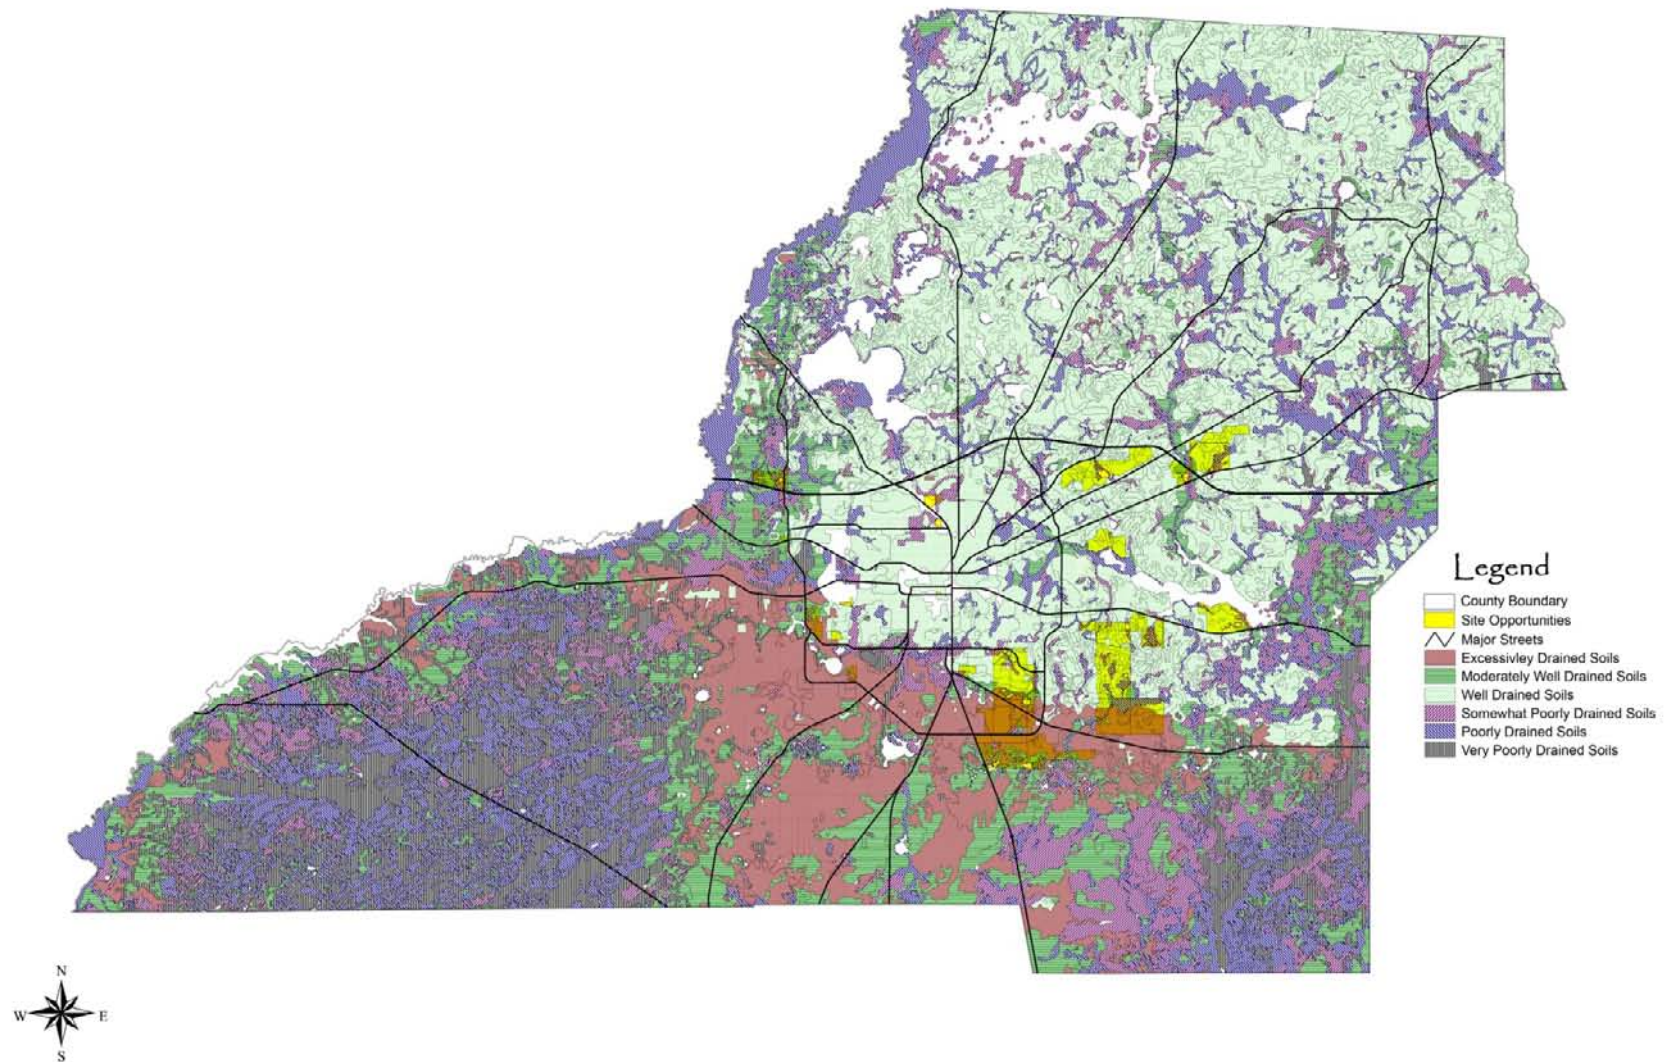 Legend
County Boundary
Site Opportunities
Major Streets
Excessivley Drained Soils
Moderately Well Drained Soils
Well Drained Soils
Somewhat Poorly Drained Soils
Poorly Drained Soils
Very Poorly Drained Soils
N
W E
S